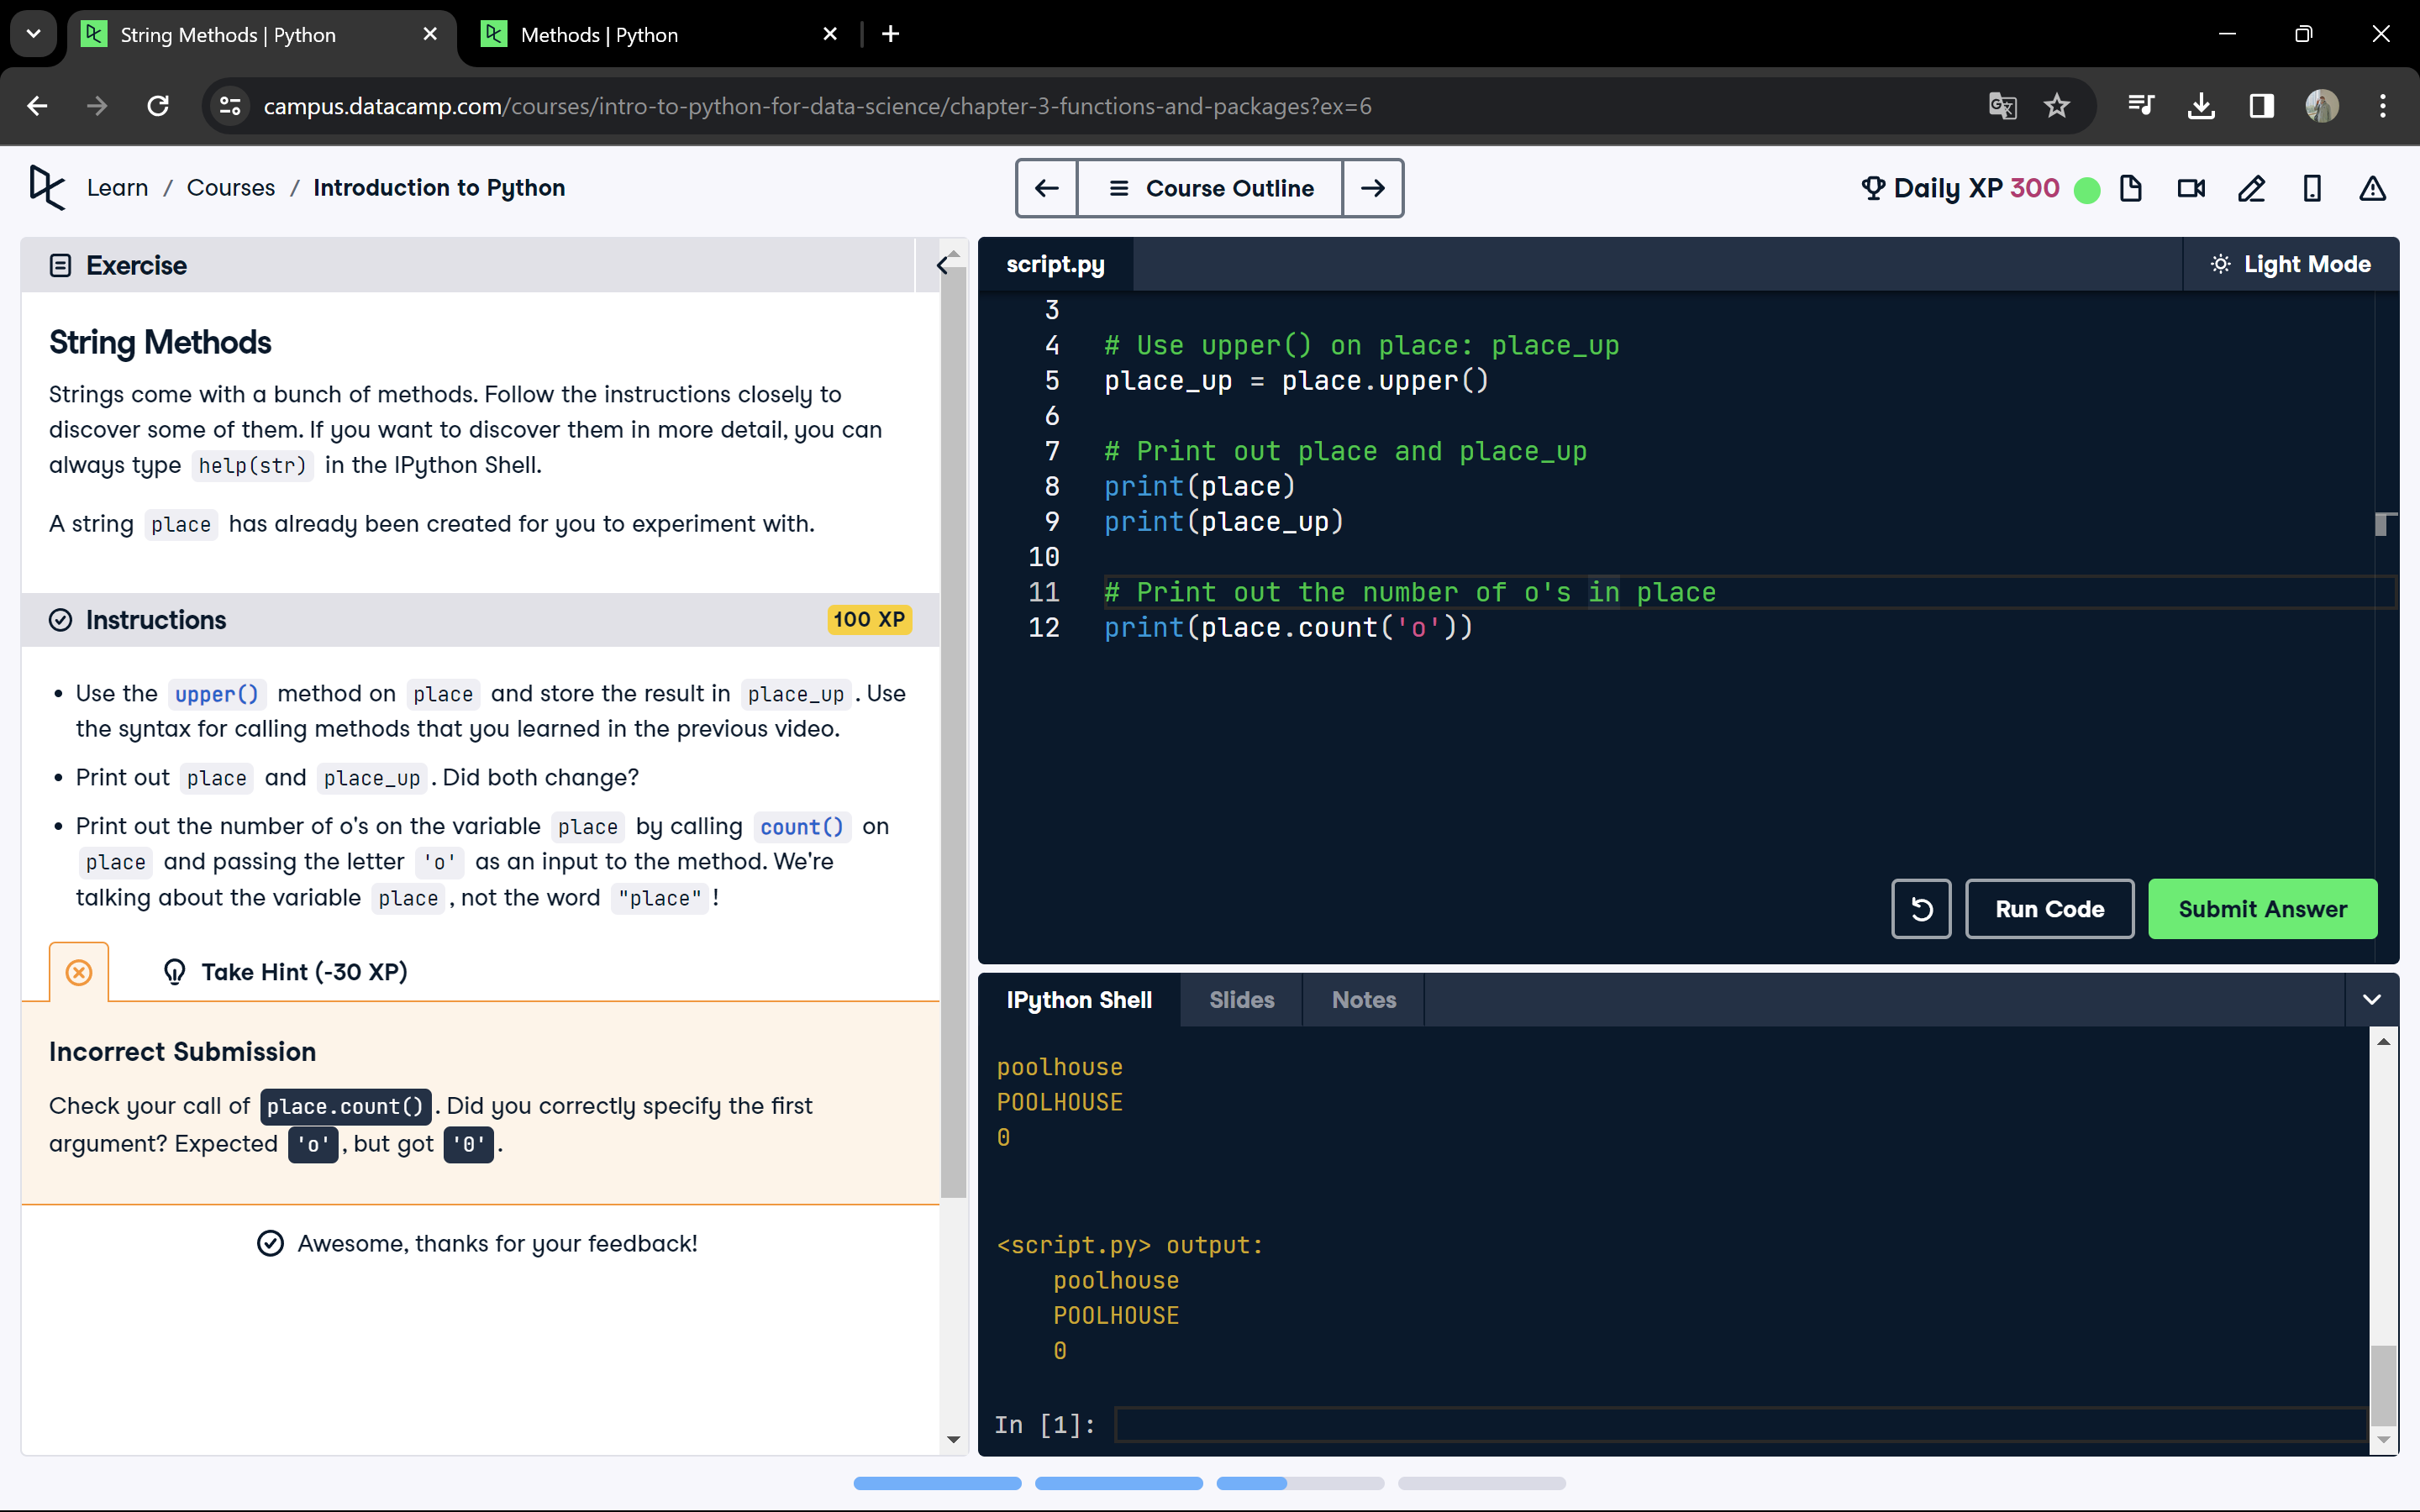 String Methods | Python
Methods | Python
campus.datacamp.com/courses/intro-to-python-for-data-science/chapter-3-functions-and-packages?ex=6
Learn / Courses / Introduction to Python
Course Outline
Daily XP 300
Exercise
String Methods
Strings come with a bunch of methods. Follow the instructions closely to
discover some of them. If you want to discover them in more detail, you can
always type help(str) in the IPython Shell.
A string place has already been created for you to experiment with.
Instructions
100 XP
• Use the upper() method on place and store the result in place_up. Use
the syntax for calling methods that you learned in the previous video.
• Print out place and place_up. Did both change?
• Print out the number of o's on the variable place by calling count() on
place and passing the letter 'o' as an input to the method. We're
talking about the variable place, not the word "place"!
Take Hint (-30 XP)
Incorrect Submission
Check your call of place.count(). Did you correctly specify the first
argument? Expected 'o', but got '0'.
Awesome, thanks for your feedback!
script.py
Light Mode
3
4 # Use upper() on place: place_up
5 place_up = place.upper()
6
7 # Print out place and place_up
8 print(place)
9 print(place_up)
10
11 # Print out the number of o's in place
12 print(place.count('o'))
Run Code
Submit Answer
IPython Shell
Slides
Notes
poolhouse
POOLHOUSE
0
<script.py> output:
poolhouse
POOLHOUSE
0
In [1]: